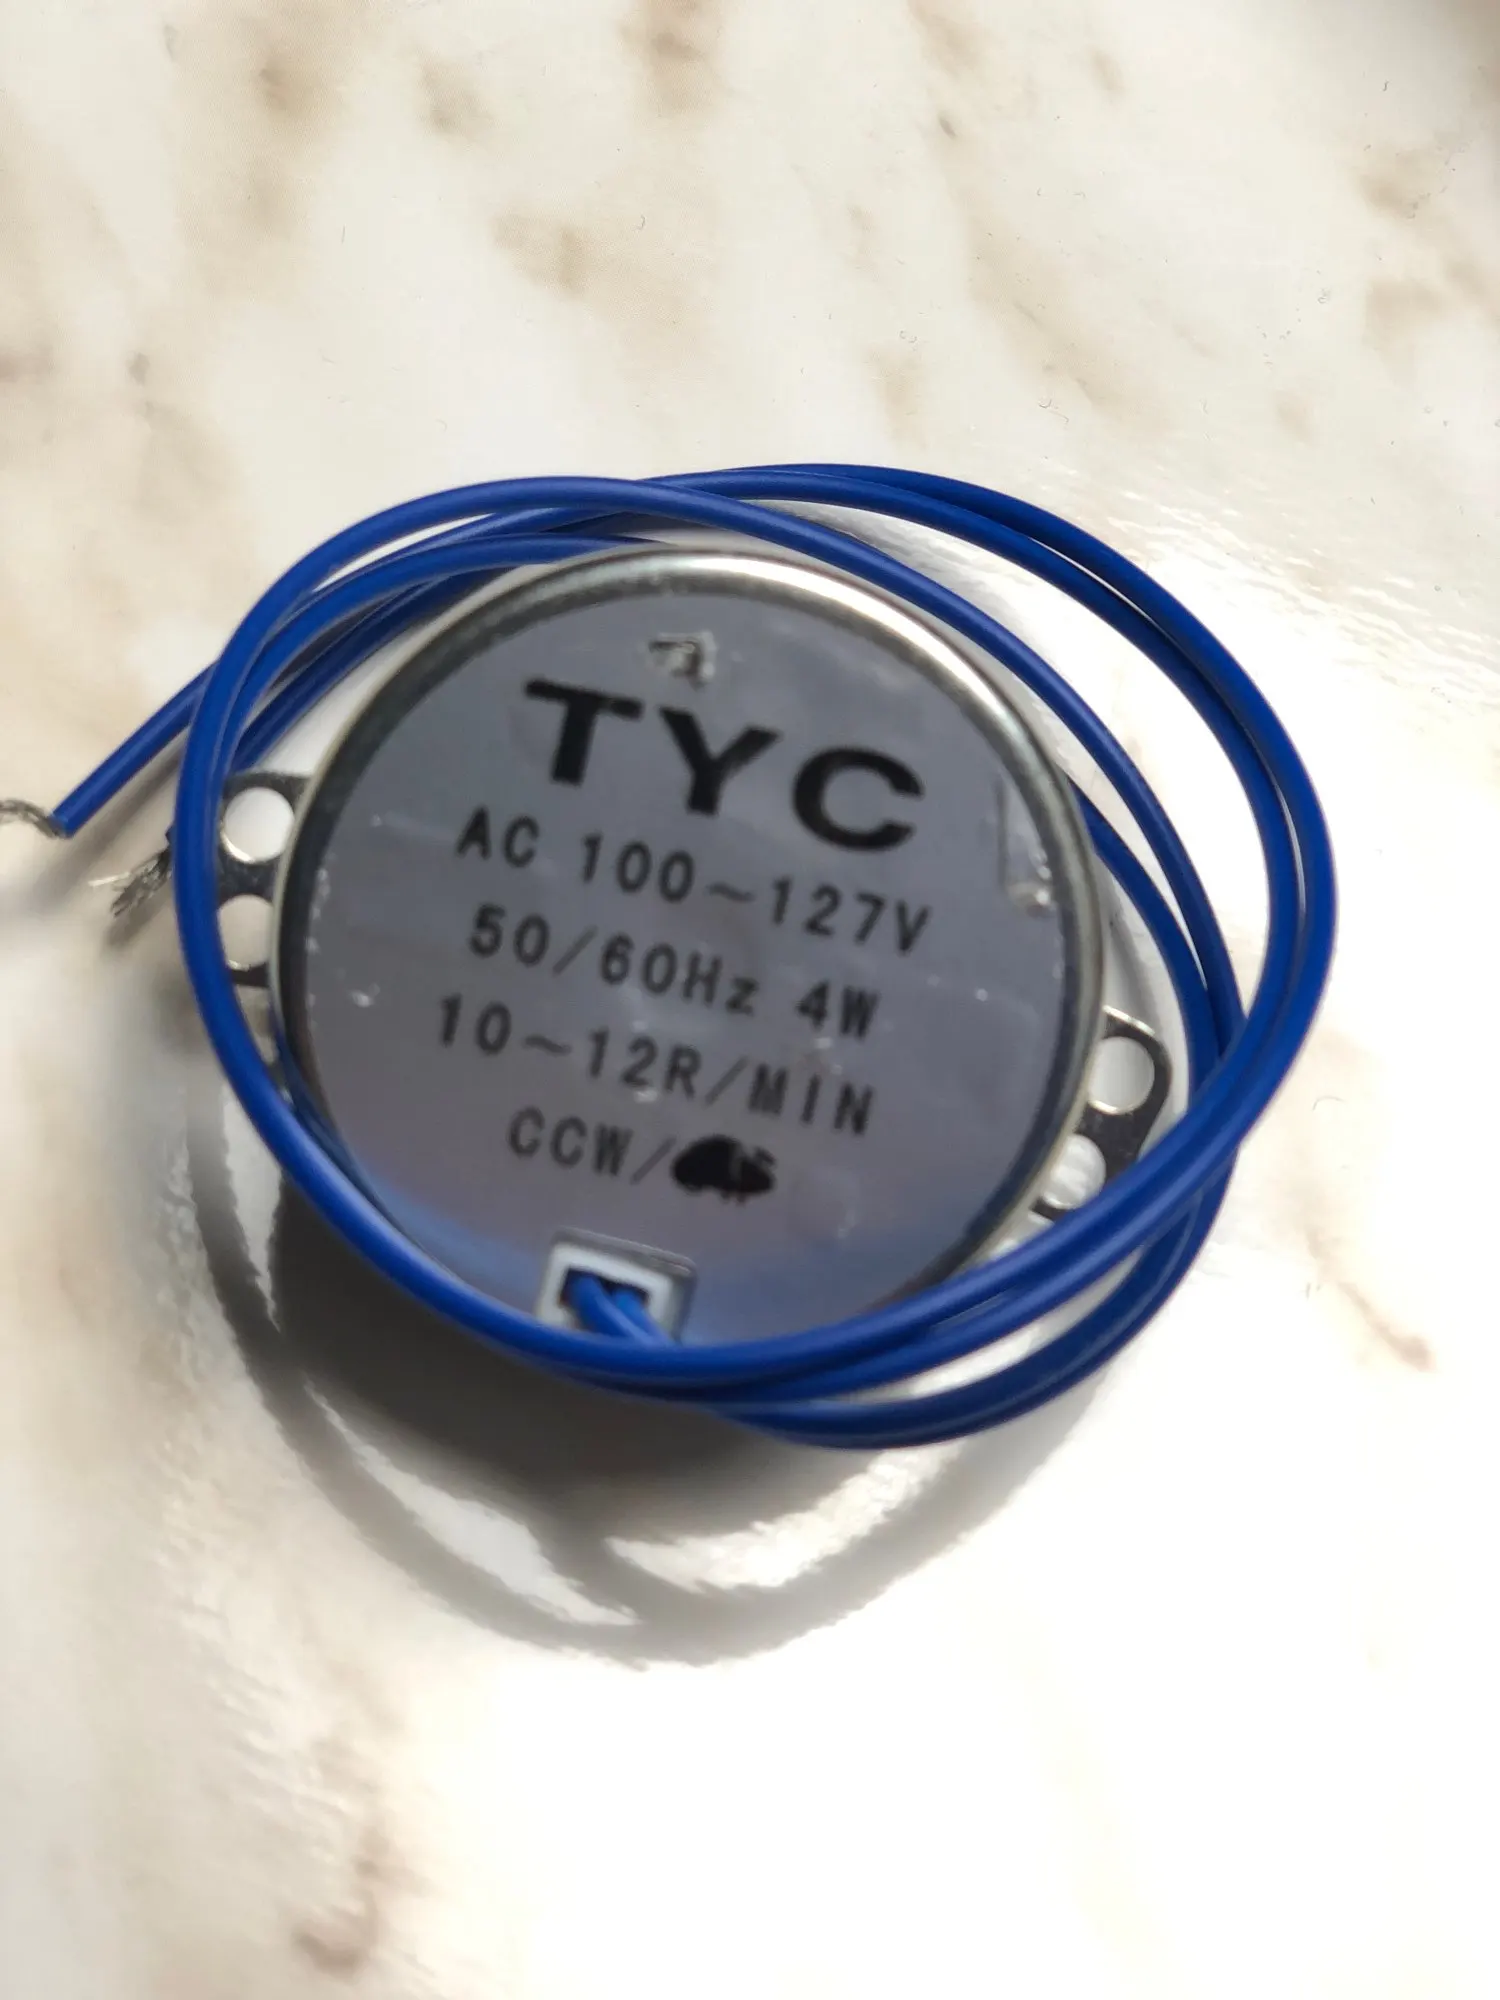 TYC
AC 100~127V
50/60Hz 4W
10~12R/MIN
CCW/